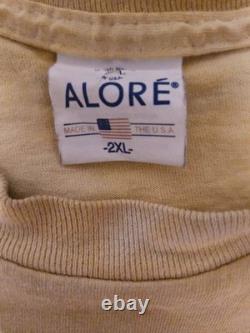 ALORÉ®
MADE IN THE U.S.A
-2XL-